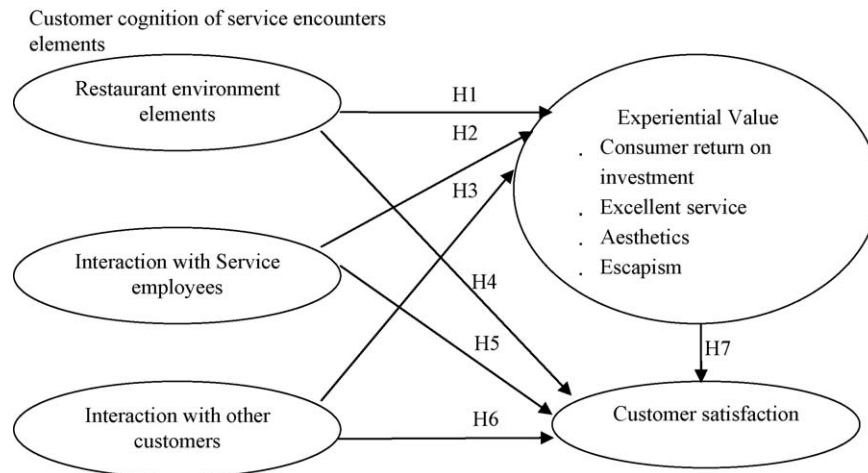 Customer cognition of service encounters
elements
Restaurant environment
elements
H1
H2
Experiential Value
. Consumer return on
investment
. Excellent service
. Aesthetics
. Escapism
H3
Interaction with Service
employees
H4
H5
H7
Interaction with other
customers
H6
Customer satisfaction